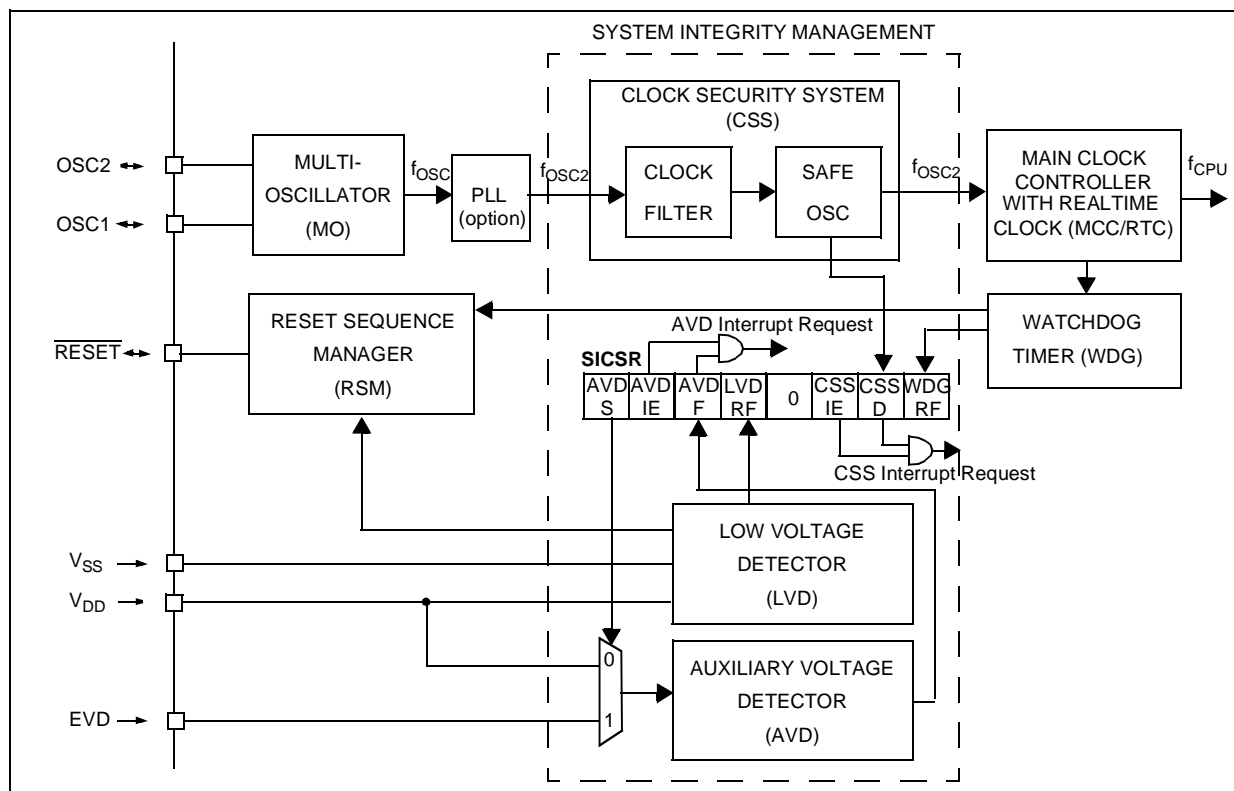 SYSTEM INTEGRITY MANAGEMENT
CLOCK SECURITY SYSTEM
(CSS)
OSC2
OSC1
MULTI-
OSCILLATOR
(MO)
fOSC
PLL
(option)
fOSC2
CLOCK
FILTER
SAFE
OSC
fOSC2
MAIN CLOCK
CONTROLLER
WITH REALTIME
CLOCK (MCC/RTC)
fCPU
RESET
RESET SEQUENCE
MANAGER
(RSM)
AVD Interrupt Request
WATCHDOG
TIMER (WDG)
SICSR
AVD AVD AVD LVD 0 CSS CSS WDG
S IE F RF IE D RF
CSS Interrupt Request
VSS
VDD
LOW VOLTAGE
DETECTOR
(LVD)
0
1
EVD
AUXILIARY VOLTAGE
DETECTOR
(AVD)